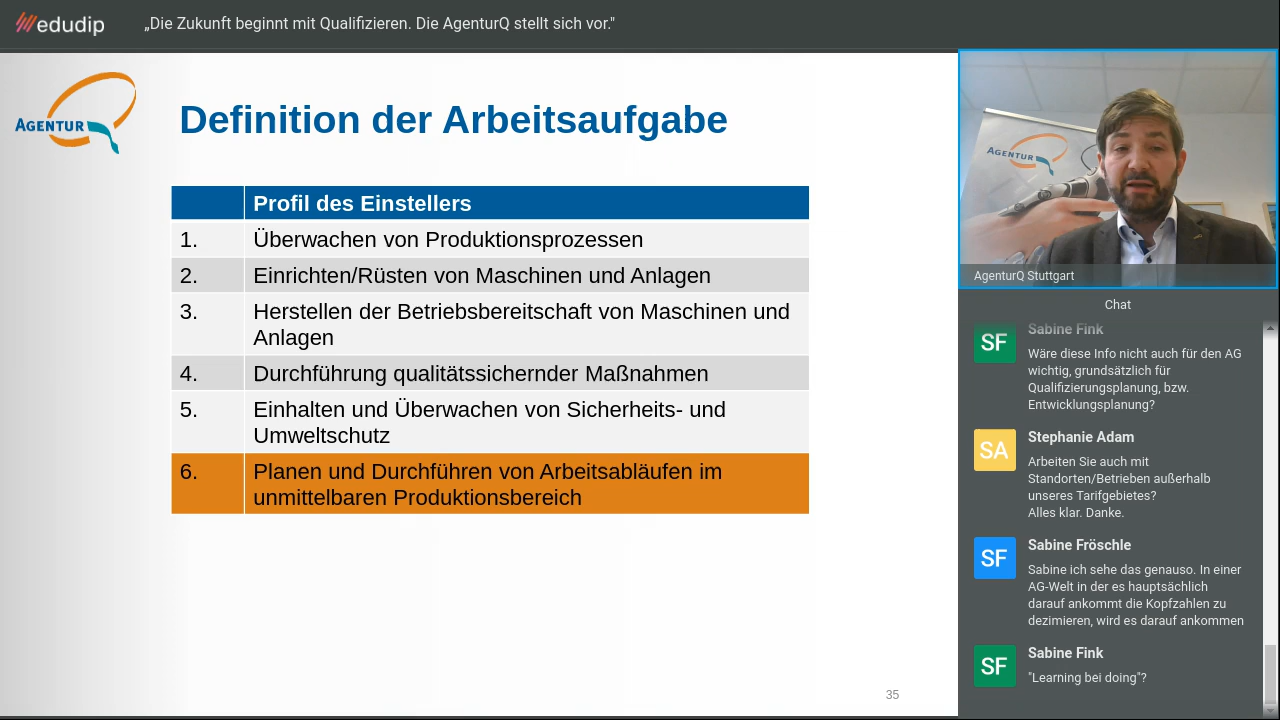 edudip
„Die Zukunft beginnt mit Qualifizieren. Die AgenturQ stellt sich vor."
AGENTUR
Definition der Arbeitsaufgabe
Profil des Einstellers
1. Überwachen von Produktionsprozessen
2. Einrichten/Rüsten von Maschinen und Anlagen
3. Herstellen der Betriebsbereitschaft von Maschinen und
Anlagen
4. Durchführung qualitätssichernder Maßnahmen
5. Einhalten und Überwachen von Sicherheits- und
Umweltschutz
6. Planen und Durchführen von Arbeitsabläufen im
unmittelbaren Produktionsbereich
35
AGENTUR
AgenturQ Stuttgart
Chat
SF
Sabine Fink
Wäre diese Info nicht auch für den AG
wichtig, grundsätzlich für
Qualifizierungsplanung, bzw.
Entwicklungsplanung?
SA
Stephanie Adam
Arbeiten Sie auch mit
Standorten/Betrieben außerhalb
unseres Tarifgebietes?
Alles klar. Danke.
SF
Sabine Fröschle
Sabine ich sehe das genauso. In einer
AG-Welt in der es hauptsächlich
darauf ankommt die Kopfzahlen zu
dezimieren, wird es darauf ankommen
SF
Sabine Fink
"Learning bei doing"?